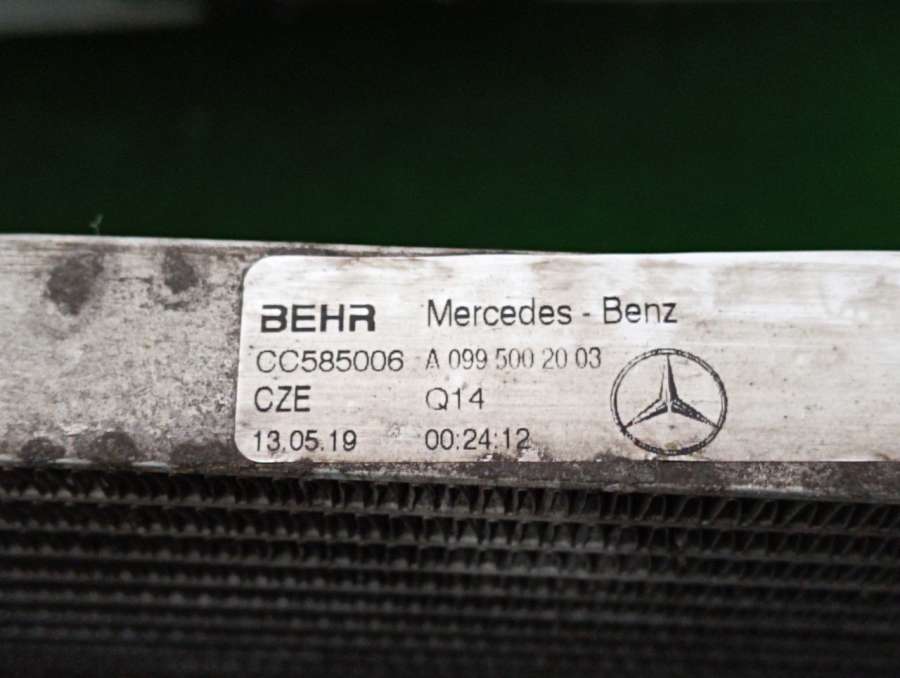 BEHR Mercedes - Benz
CC585006 A 099 500 20 03
CZE Q14
13.05.19 00:24:12